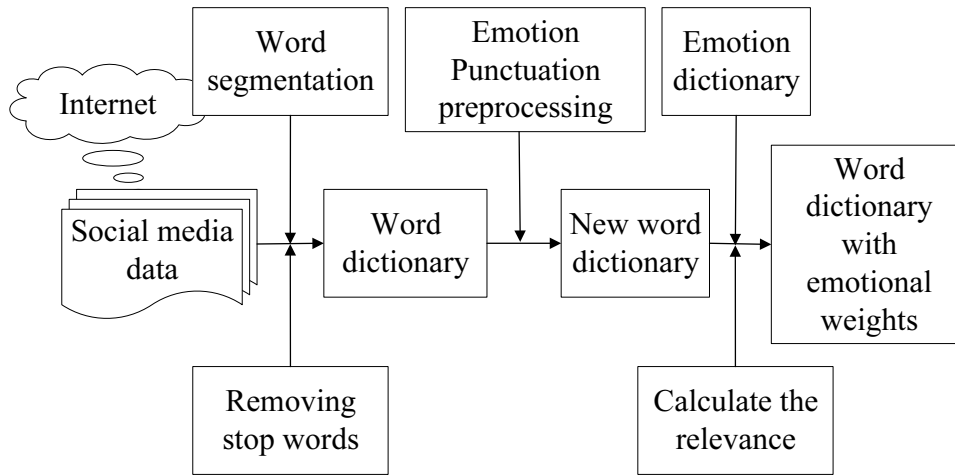 Internet
Word
segmentation
Emotion
Punctuation
preprocessing
Emotion
dictionary
Social media
data
Word
dictionary
New word
dictionary
Word
dictionary
with
emotional
weights
Removing
stop words
Calculate the
relevance